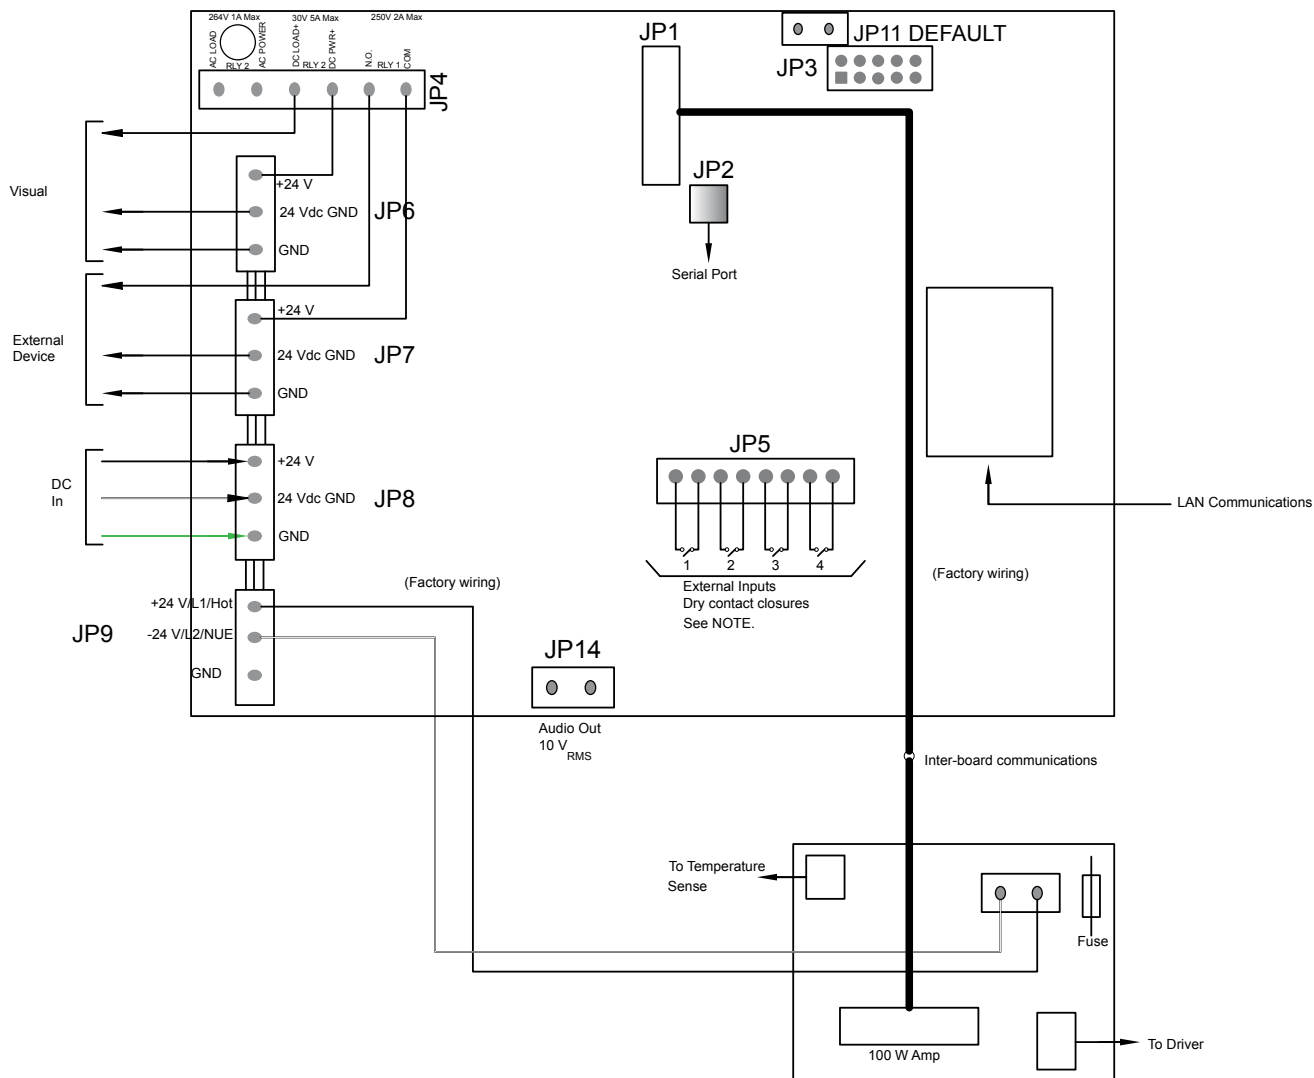 264V 1A Max
30V 5A Max
250V 2A Max
AC LOAD
RLY 2
AC POWER
DC LOAD+
RLY 2
DC PWR+
N.O.
RLY 1
COM
JP4
JP1
JP11 DEFAULT
JP3
JP2
Serial Port
Visual
+24 V
24 Vdc GND
JP6
GND
External
Device
+24 V
24 Vdc GND
JP7
GND
DC
In
+24 V
24 Vdc GND
JP8
GND
JP5
1 2 3 4
External Inputs
Dry contact closures
See NOTE.
LAN Communications
(Factory wiring)
(Factory wiring)
JP9
+24 V/L1/Hot
-24 V/L2/NUE
GND
JP14
Audio Out
10 V RMS
Inter-board communications
To Temperature
Sense
Fuse
100 W Amp
To Driver